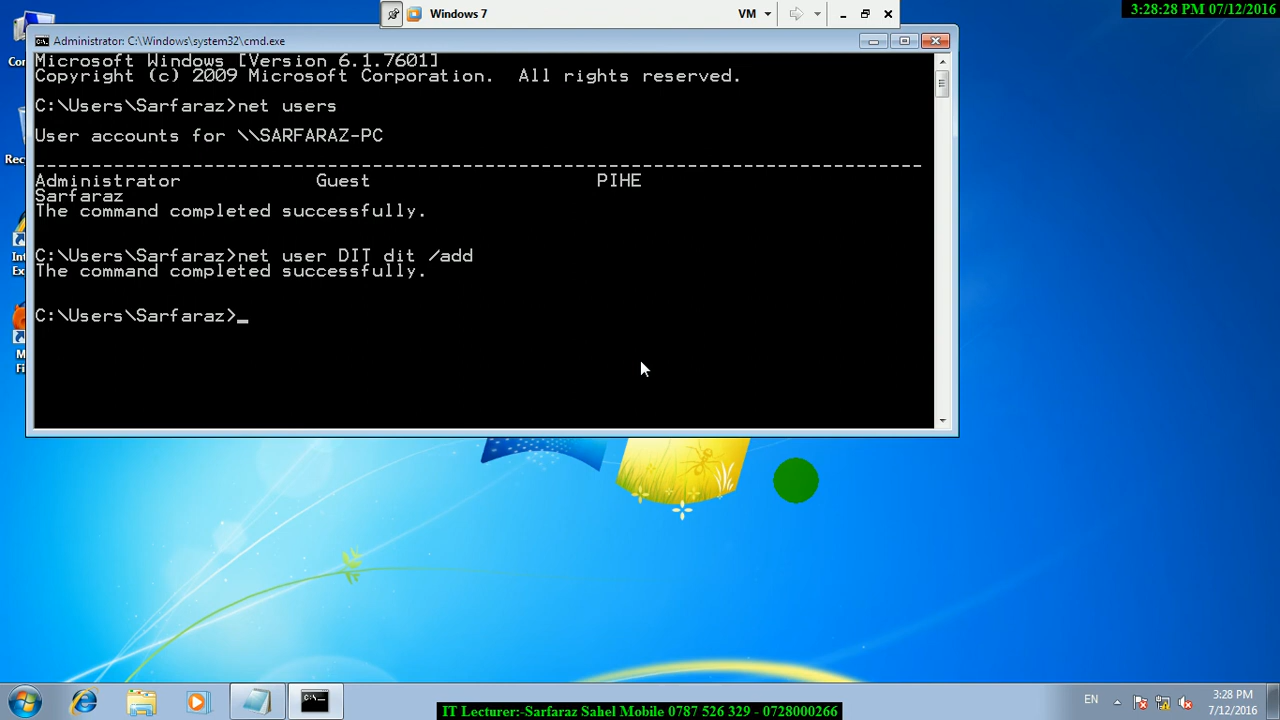 Windows 7
VM
3:28:28 PM 07/12/2016
Administrator: C:\Windows\system32\cmd.exe
Microsoft Windows [Version 6.1.7601]
Copyright (c) 2009 Microsoft Corporation.  All rights reserved.
C:\Users\Sarfaraz>net users
User accounts for \\SARFARAZ-PC
-------------------------------------------------------------------------------
Administrator            Guest                    PIHE
Sarfaraz
The command completed successfully.
C:\Users\Sarfaraz>net user DIT dit /add
The command completed successfully.
C:\Users\Sarfaraz>_
EN
3:28 PM
7/12/2016
IT Lecturer:-Sarfaraz Sahel Mobile 0787 526 329 - 0728000266